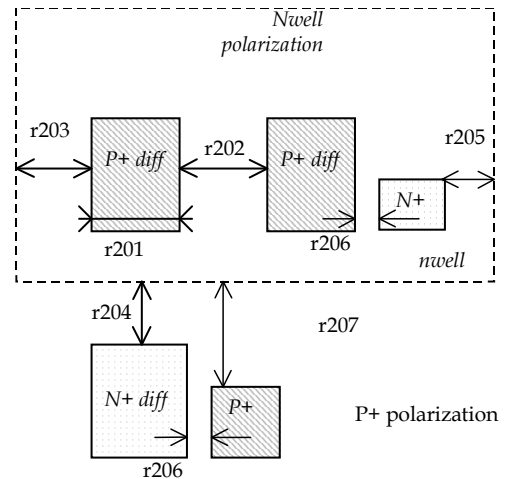 Nwell
polarization
r203
P+ diff
r202
P+ diff
r205
N+
r201
r206
nwell
r204
r207
N+ diff
P+
P+ polarization
r206